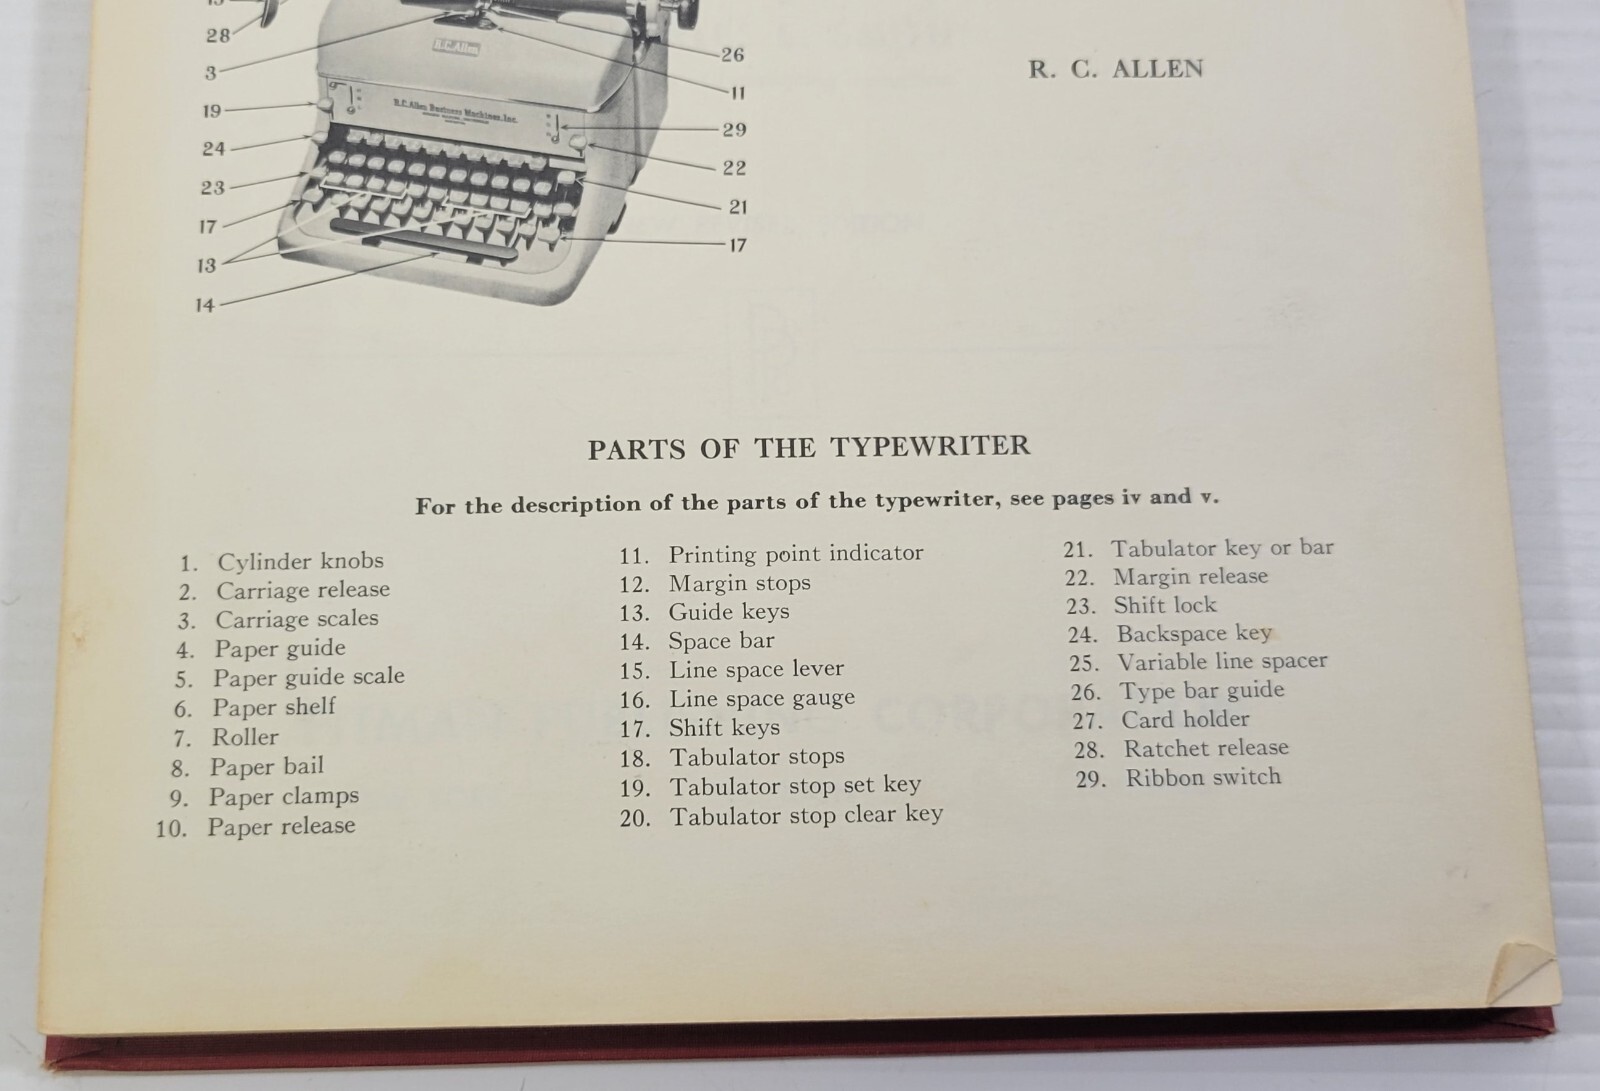 28
3
19
24
23
17
13
14
26
11
29
22
21
17
R.C.Allen
R.C.Allen Business Machines, Inc.
R. C. ALLEN
PARTS OF THE TYPEWRITER
For the description of the parts of the typewriter, see pages iv and v.
1. Cylinder knobs
2. Carriage release
3. Carriage scales
4. Paper guide
5. Paper guide scale
6. Paper shelf
7. Roller
8. Paper bail
9. Paper clamps
10. Paper release
11. Printing point indicator
12. Margin stops
13. Guide keys
14. Space bar
15. Line space lever
16. Line space gauge
17. Shift keys
18. Tabulator stops
19. Tabulator stop set key
20. Tabulator stop clear key
21. Tabulator key or bar
22. Margin release
23. Shift lock
24. Backspace key
25. Variable line spacer
26. Type bar guide
27. Card holder
28. Ratchet release
29. Ribbon switch